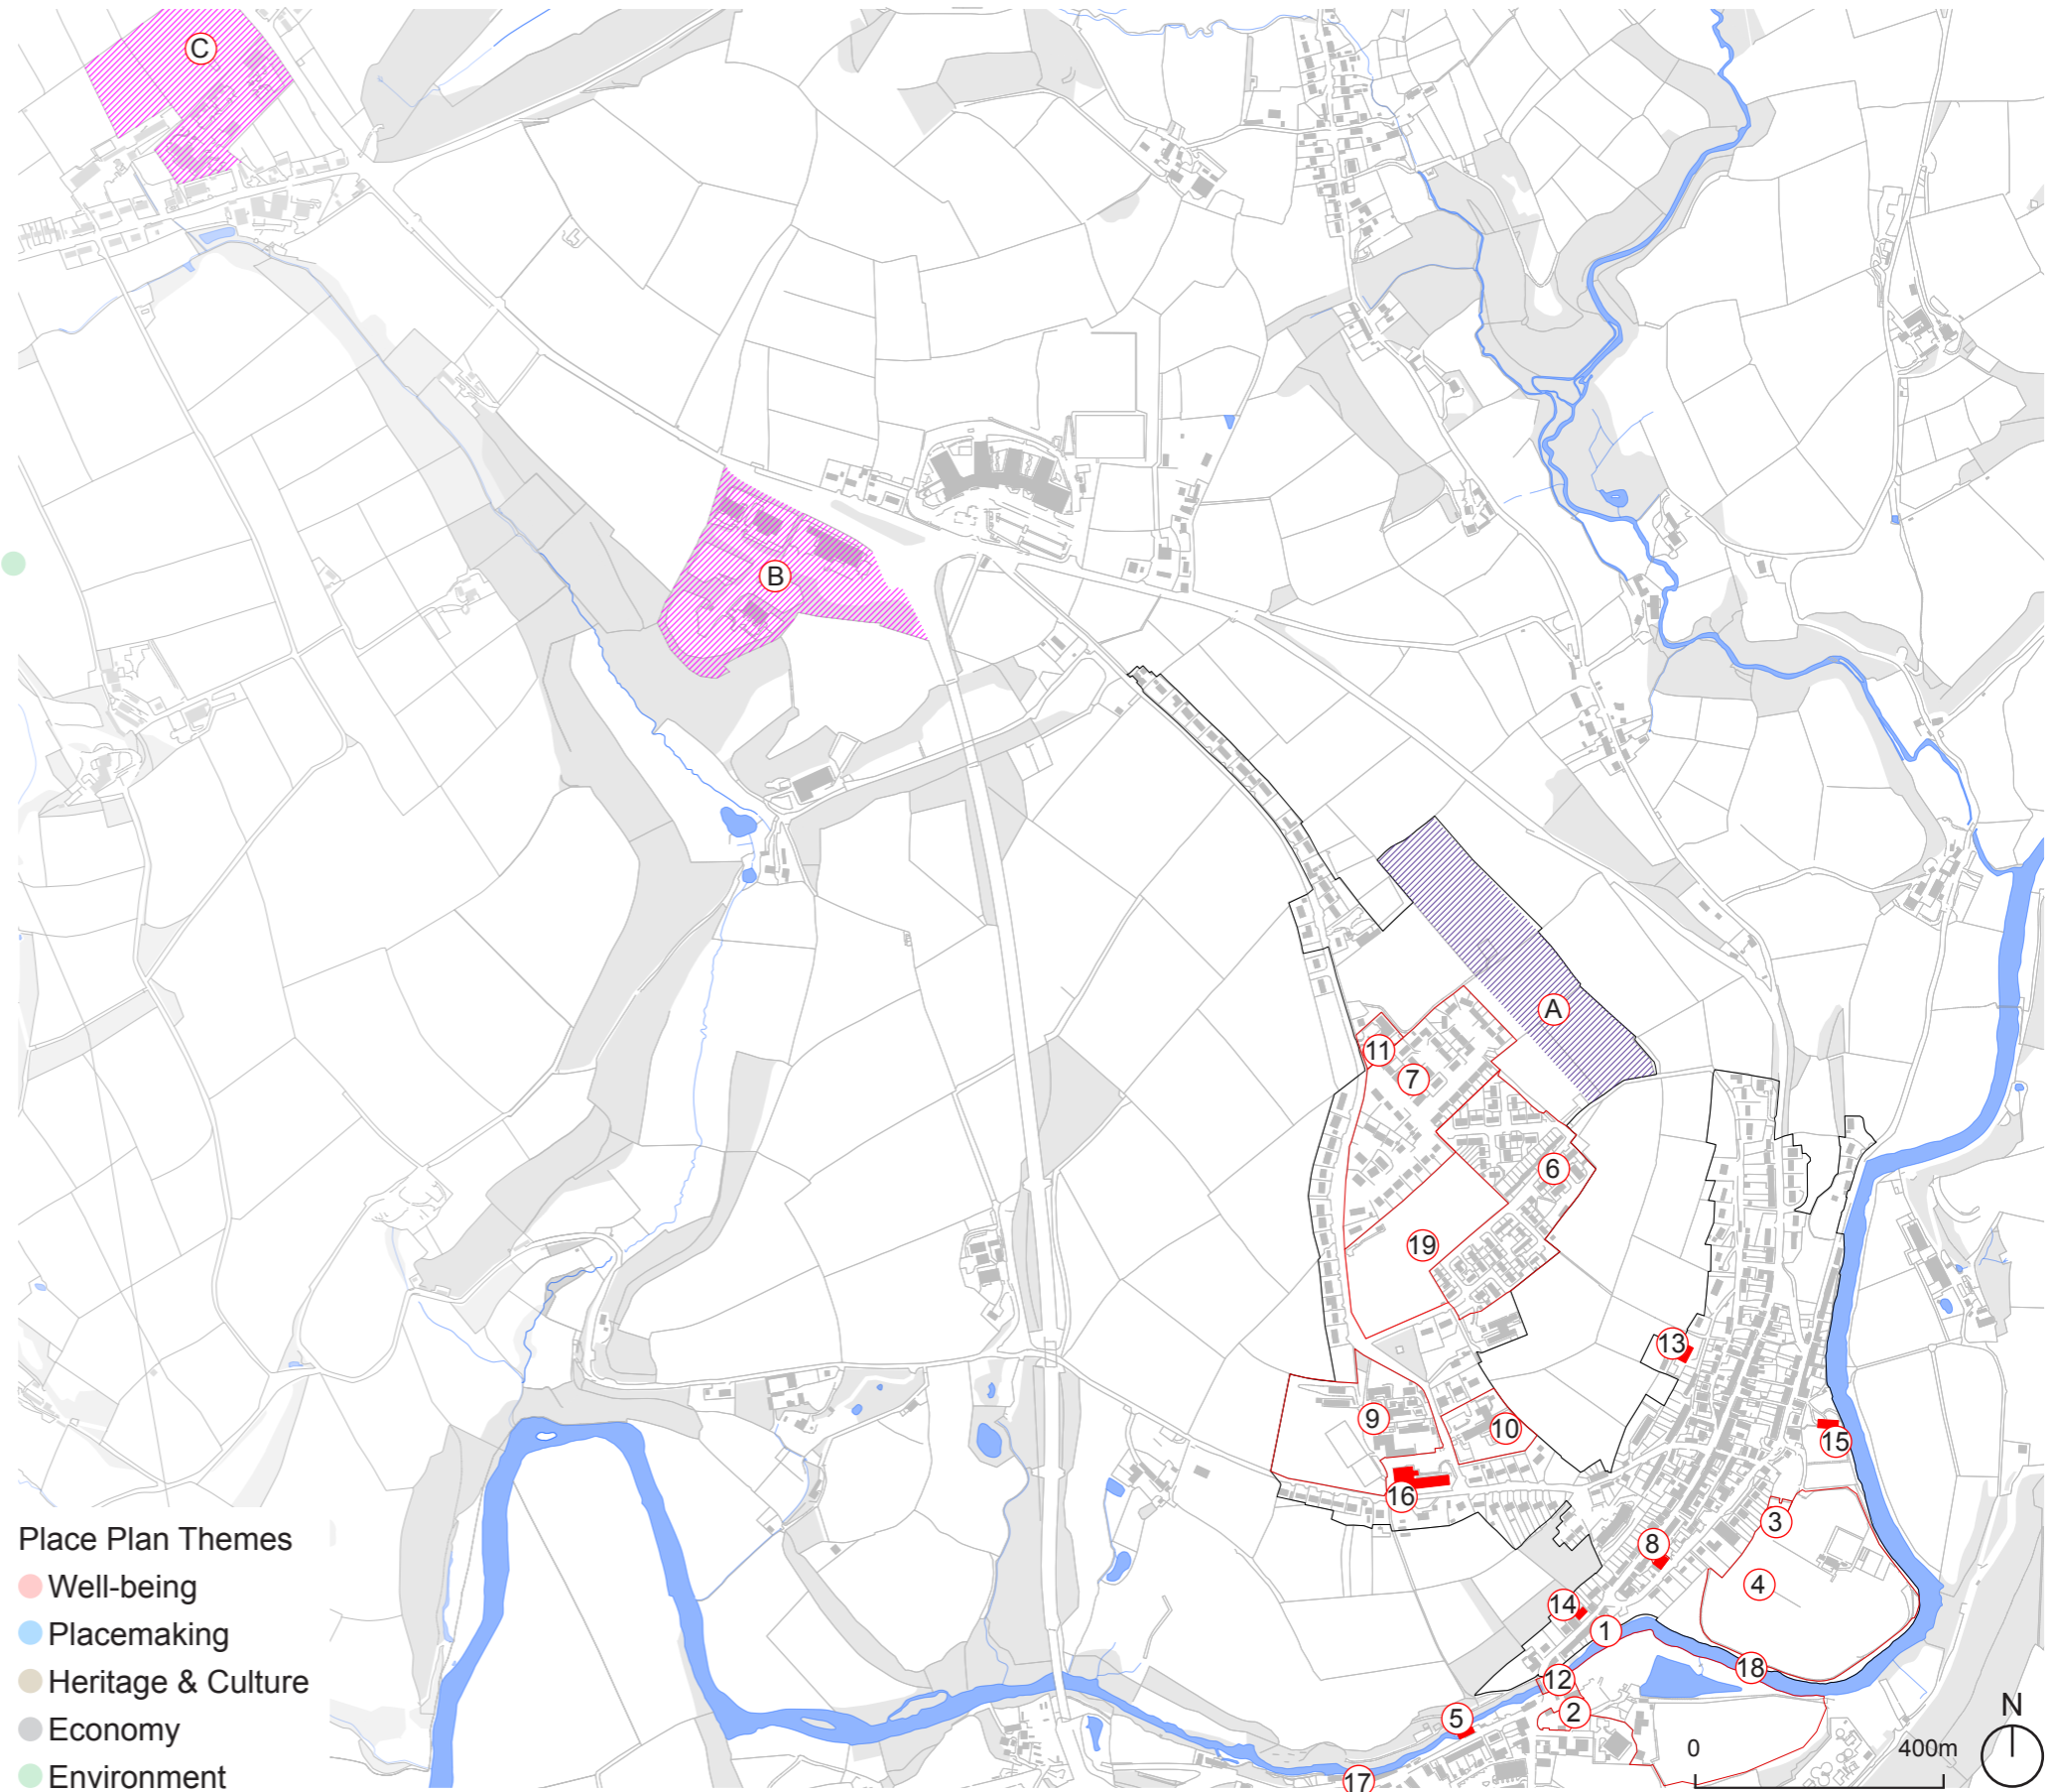 C
B
A
11
7
6
19
13
9
10
15
16
3
8
4
14
1
18
12
2
5
17
Place Plan Themes
Well-being
Placemaking
Heritage & Culture
Economy
Environment
0 400m
N